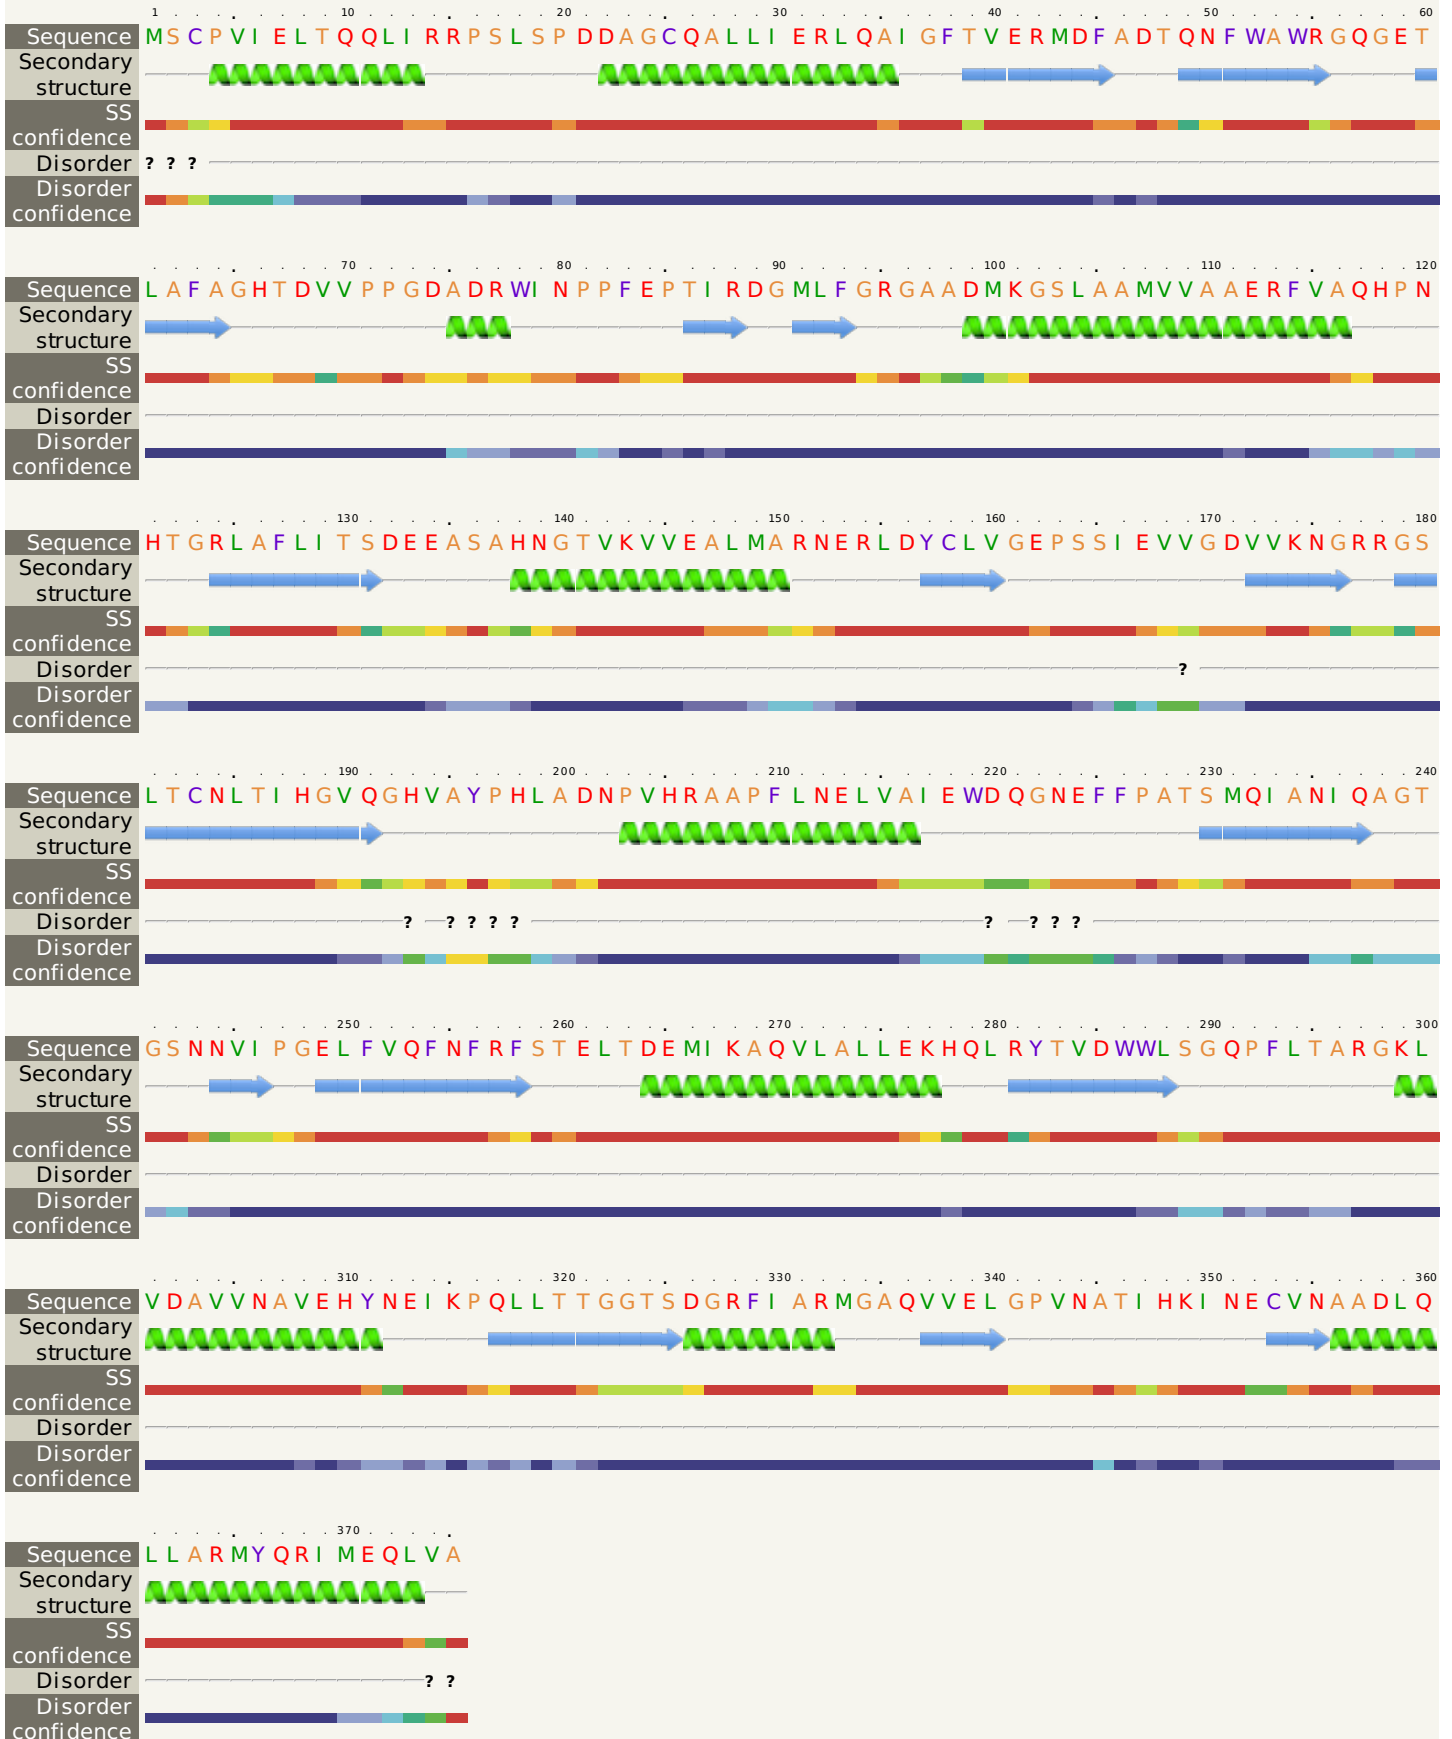 1 . . . . . . . . 10 . . . . . . . . . 20 . . . . . . . . . 30 . . . . . . . . . 40 . . . . . . . . . 50 . . . . . . . . . 60
Sequence MSCPVIELTQQLIRRPSLSPDDAGCQALLIERLQAIGFTVERMDFADTQNFWAWRGQGET
Secondary
structure
SS
confidence
Disorder ? ? ?
Disorder
confidence
. . . . . . . . . 70 . . . . . . . . . 80 . . . . . . . . . 90 . . . . . . . . . 100 . . . . . . . . . 110 . . . . . . . . . 120
Sequence LAFAGHTDVVPPGDADRWINPPFEPTIRDGMLFGRGAADMKGSLAAMVVAAERFVAQHPN
Secondary
structure
SS
confidence
Disorder
Disorder
confidence
. . . . . . . . . 130 . . . . . . . . . 140 . . . . . . . . . 150 . . . . . . . . . 160 . . . . . . . . . 170 . . . . . . . . . 180
Sequence HTGRLAFLITSDEEASAHNGTVKVVEALMARNERLDYCLVGEPSSIEVVGDVVKNGRRGS
Secondary
structure
SS
confidence
Disorder ?
Disorder
confidence
. . . . . . . . . 190 . . . . . . . . . 200 . . . . . . . . . 210 . . . . . . . . . 220 . . . . . . . . . 230 . . . . . . . . . 240
Sequence LTCNLTIHGVQGHVAYPHLADNPVHRAAPFLNELVAIEWDQGNEFFPATSMQIANIQAGT
Secondary
structure
SS
confidence
Disorder ? ? ? ? ? ? ? ? ?
Disorder
confidence
. . . . . . . . . 250 . . . . . . . . . 260 . . . . . . . . . 270 . . . . . . . . . 280 . . . . . . . . . 290 . . . . . . . . . 300
Sequence GSNNVIPGELFVQFNFRFSTELTDEMIKAQVLALLEKHQLRYTVDWWLSGQPFLTARGKL
Secondary
structure
SS
confidence
Disorder
Disorder
confidence
. . . . . . . . . 310 . . . . . . . . . 320 . . . . . . . . . 330 . . . . . . . . . 340 . . . . . . . . . 350 . . . . . . . . . 360
Sequence VDAVVNAVEHYNEIKPQLLTTGGTSDGRFIARMGAQVVELGPVNATIHKINECVNAADLQ
Secondary
structure
SS
confidence
Disorder
Disorder
confidence
. . . . . . . . . 370 . . . . .
Sequence LLARMYQRIMEQLVA
Secondary
structure
SS
confidence
Disorder ? ?
Disorder
confidence